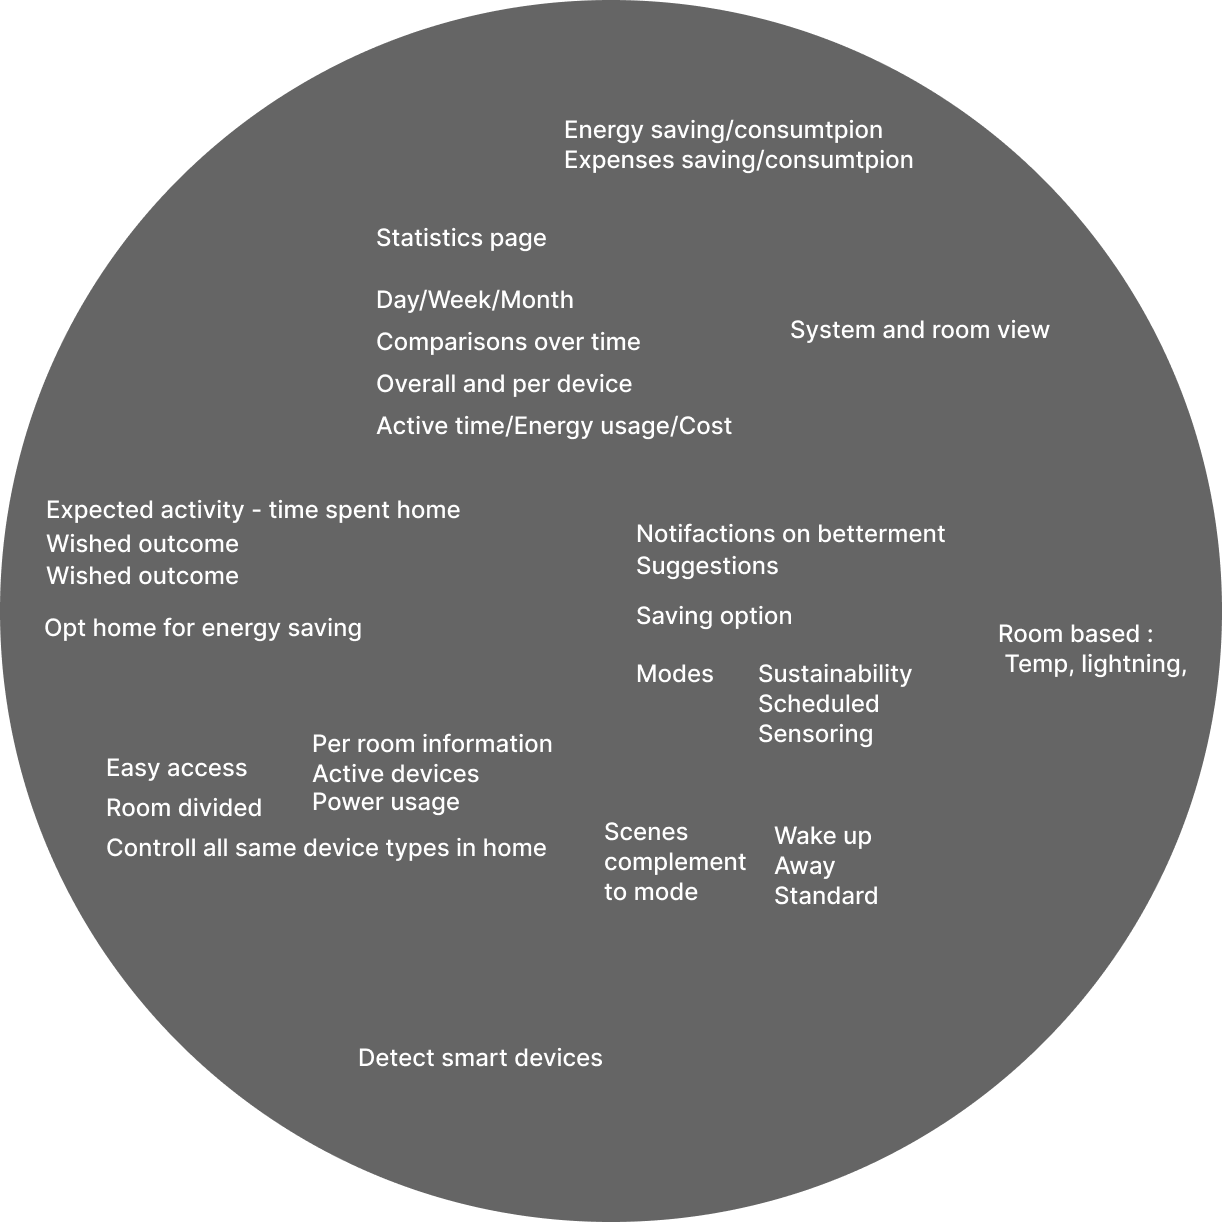 Energy saving/consumtpion
Expenses saving/consumtpion
Statistics page
Day/Week/Month
Comparisons over time
Overall and per device
Active time/Energy usage/Cost
System and room view
Expected activity - time spent home
Wished outcome
Wished outcome
Opt home for energy saving
Notifactions on betterment
Suggestions
Saving option
Modes
Sustainability
Scheduled
Sensoring
Room based :
Temp, lightning,
Easy access
Room divided
Controll all same device types in home
Per room information
Active devices
Power usage
Scenes
complement
to mode
Wake up
Away
Standard
Detect smart devices